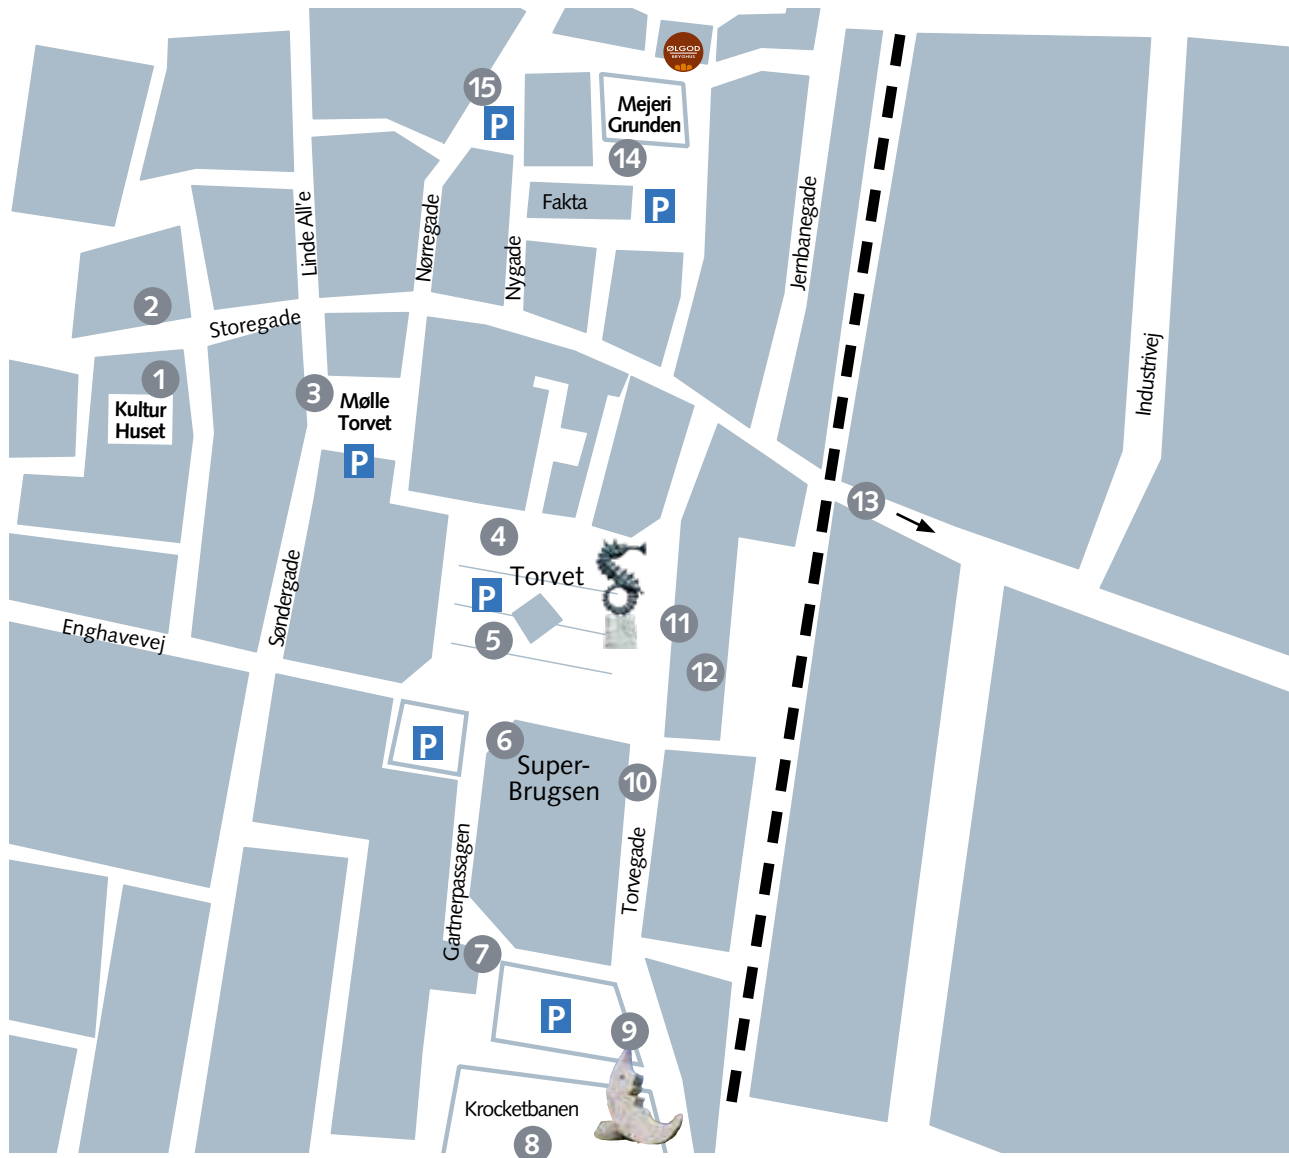 ØLGOD
BRYGHUS
15
P
Mejeri
Grunden
14
Fakta
P
Linde All'e
Nørregade
Nygade
Jernbanegade
2
Storegade
1
Kultur
Huset
3
Mølle
Torvet
P
Industrivej
13
4
Torvet
P
5
11
12
Søndergade
Enghavevej
P
6
Super-
Brugsen
10
Gartnerpassagen
Torvegade
7
P
9
Krocketbanen
8